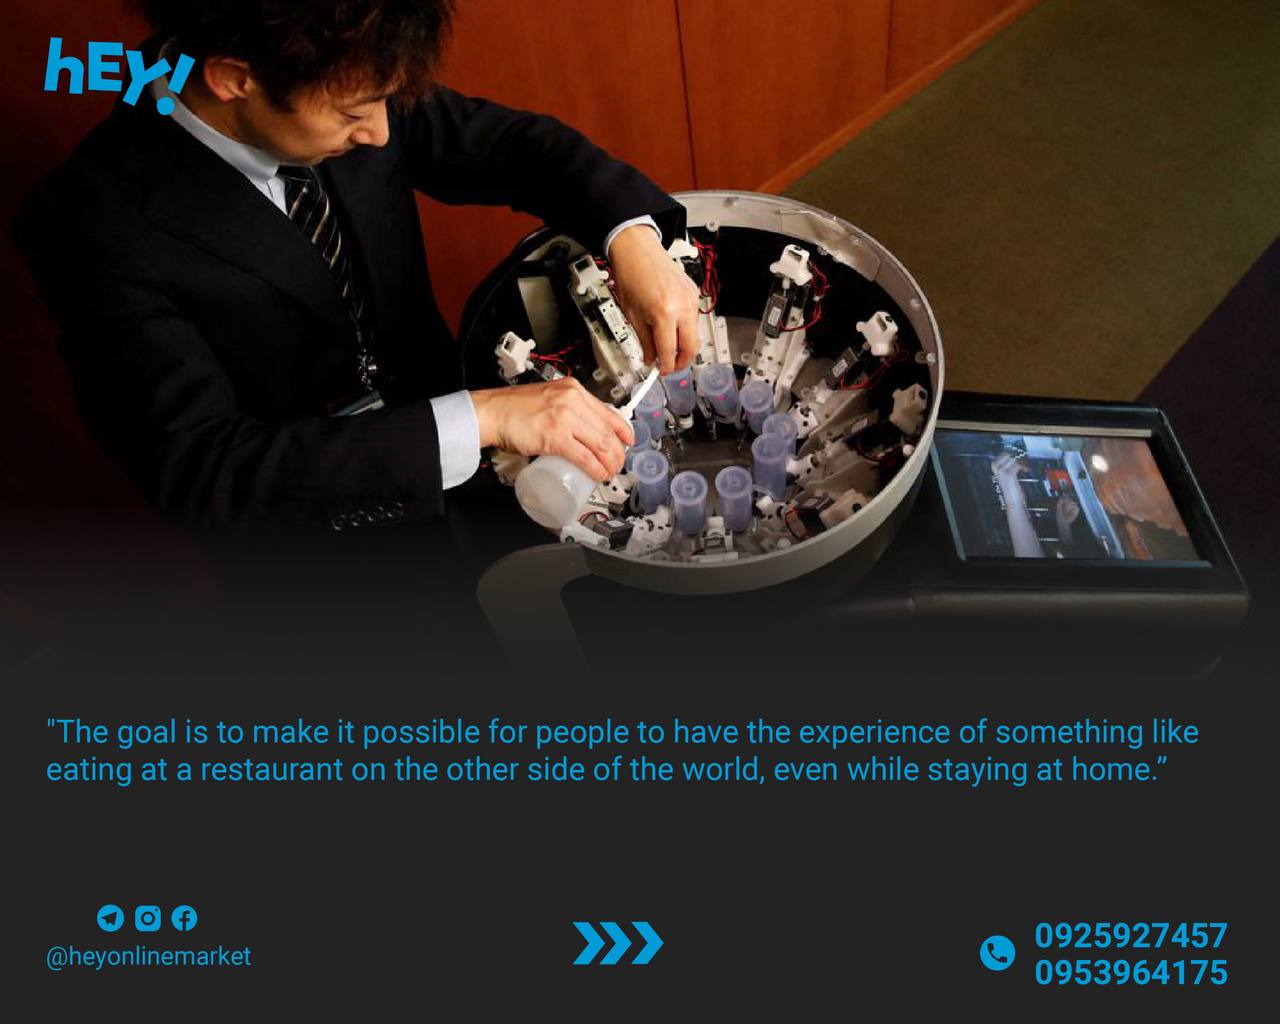 hEY!
"The goal is to make it possible for people to have the experience of something like
eating at a restaurant on the other side of the world, even while staying at home.”
@heyonlinemarket
0925927457
0953964175